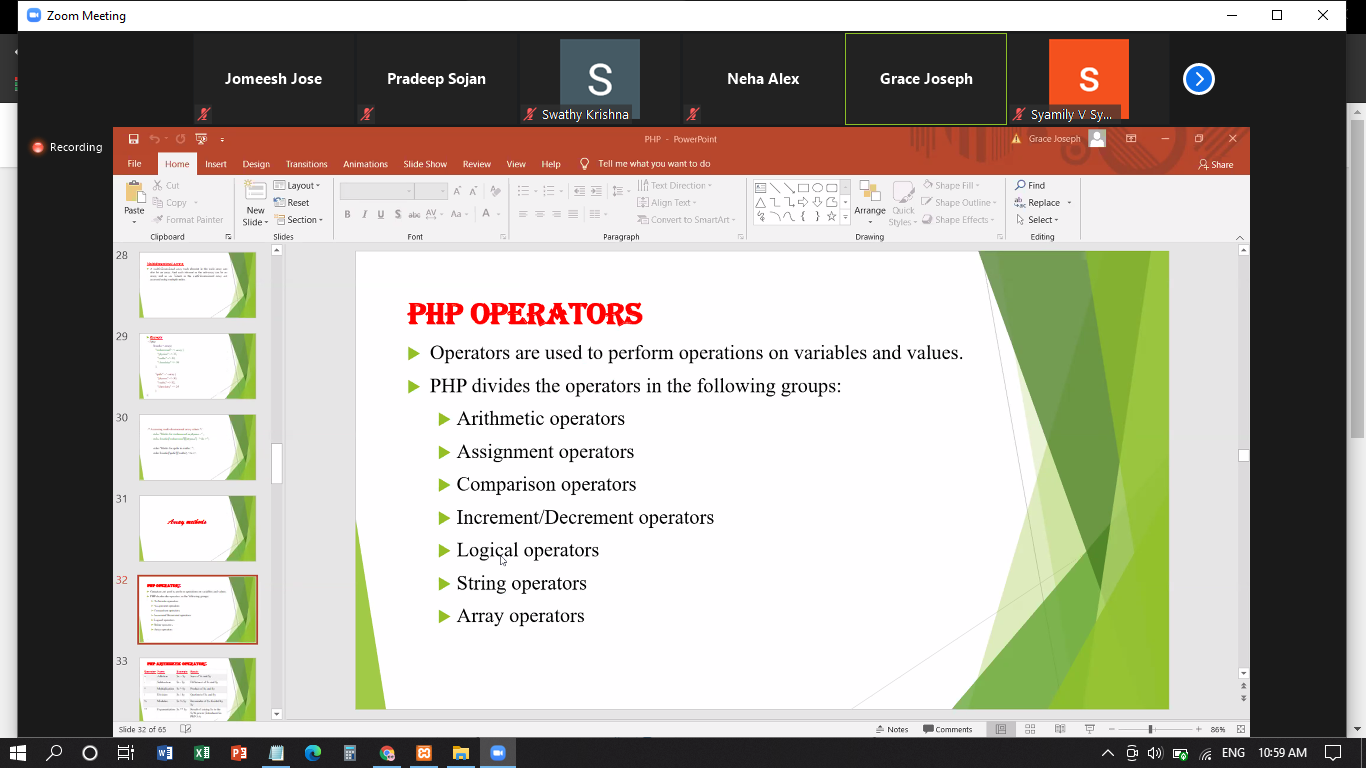 Zoom Meeting
Jomeesh Jose
Pradeep Sojan
S
Swathy Krishna
Neha Alex
Grace Joseph
S
Syamily V Sy...
Recording
PHP - PowerPoint
Grace Joseph
File Home Insert Design Transitions Animations Slide Show Review View Help Tell me what you want to do
Share
Paste
Cut
Copy
Format Painter
Clipboard
New
Slide
Layout
Reset
Section
Slides
B I U S abc AV Aa A
Font
Text Direction
Align Text
Convert to SmartArt
Paragraph
Arrange
Quick
Styles
Shape Fill
Shape Outline
Shape Effects
Drawing
Find
Replace
Select
Editing
28
29
30
31
Array methods
32
PHP OPERATORS
33
PHP ARITHMETIC OPERATORS
PHP OPERATORS
Operators are used to perform operations on variables and values.
PHP divides the operators in the following groups:
Arithmetic operators
Assignment operators
Comparison operators
Increment/Decrement operators
Logical operators
String operators
Array operators
Slide 32 of 65
Notes
Comments
86%
ENG
10:59 AM